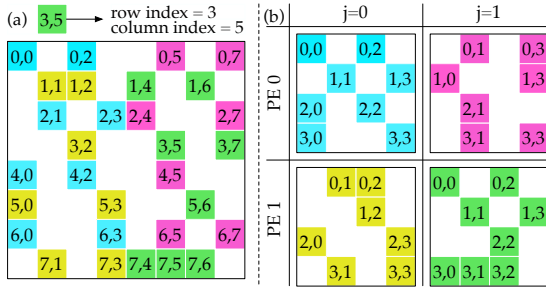 (a) 3,5 row index = 3
column index = 5
0,0 0,2 0,5 0,7
1,1 1,2 1,4 1,6
2,1 2,3 2,4 2,7
3,2 3,5 3,7
4,0 4,2 4,5
5,0 5,3 5,6
6,0 6,3 6,5 6,7
7,1 7,3 7,4 7,5 7,6
(b) j=0 j=1
PE 0
0,0 0,2 0,1 0,3
1,1 1,3 1,0 1,3
2,0 2,2 2,1
3,0 3,3 3,1 3,3
PE 1
0,1 0,2 0,0 0,2
1,2 1,1 1,3
2,0 2,3 2,2
3,1 3,3 3,0 3,1 3,2